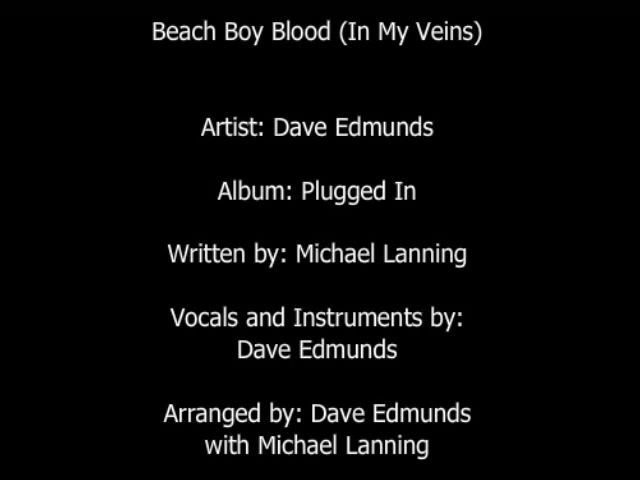 Beach Boy Blood (In My Veins)
Artist: Dave Edmunds
Album: Plugged In
Written by: Michael Lanning
Vocals and Instruments by:
Dave Edmunds
Arranged by: Dave Edmunds
with Michael Lanning